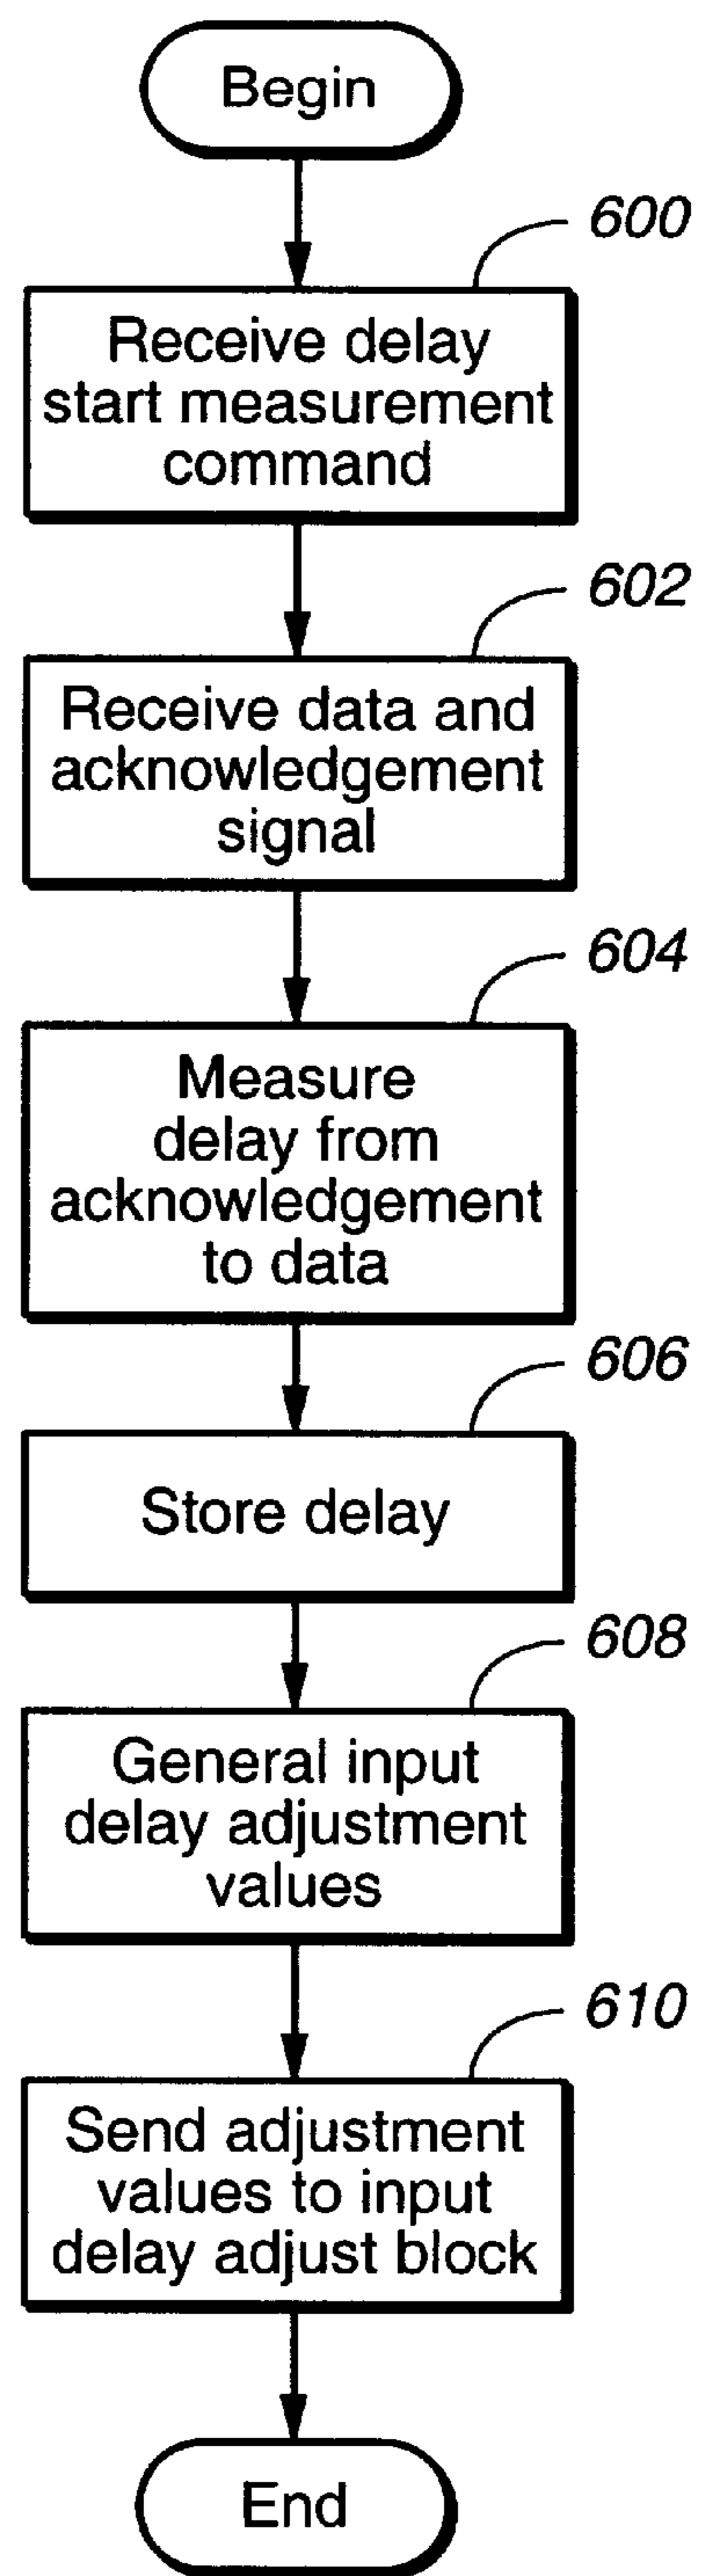 Begin
600
Receive delay
start measurement
command
602
Receive data and
acknowledgement
signal
604
Measure
delay from
acknowledgement
to data
606
Store delay
608
General input
delay adjustment
values
610
Send adjustment
values to input
delay adjust block
End